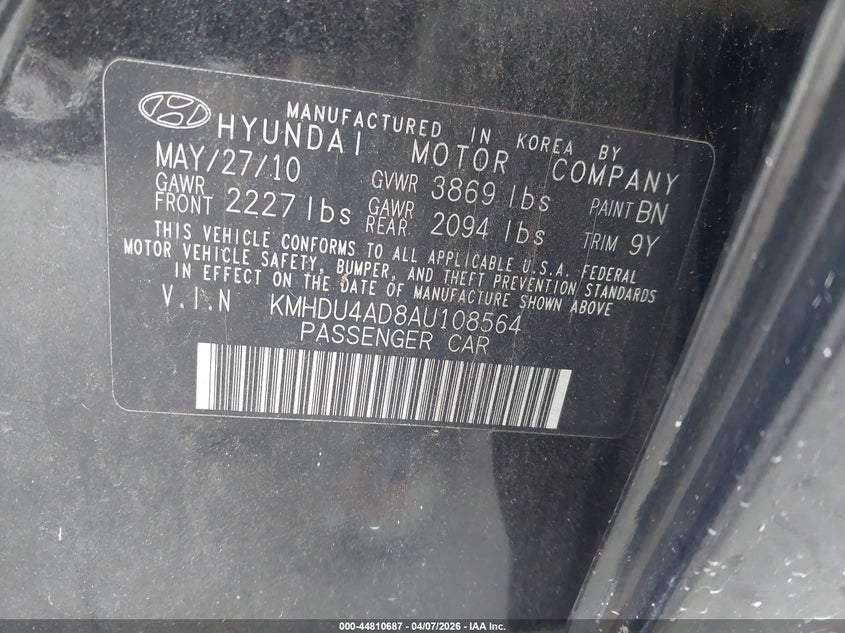 MANUFACTURED IN KOREA BY
HYUNDAI MOTOR COMPANY
MAY/27/10 GVWR 3869 lbs PAINT BN
GAWR FRONT 2227 lbs GAWR REAR 2094 lbs TRIM 9Y
THIS VEHICLE CONFORMS TO ALL APPLICABLE U.S.A. FEDERAL
MOTOR VEHICLE SAFETY, BUMPER, AND THEFT PREVENTION STANDARDS
IN EFFECT ON THE DATE OF MANUFACTURE SHOWN ABOVE
V.I.N KMHDU4AD8AU108564
PASSENGER CAR
000-44810687 - 04/07/2026 - IAA Inc.